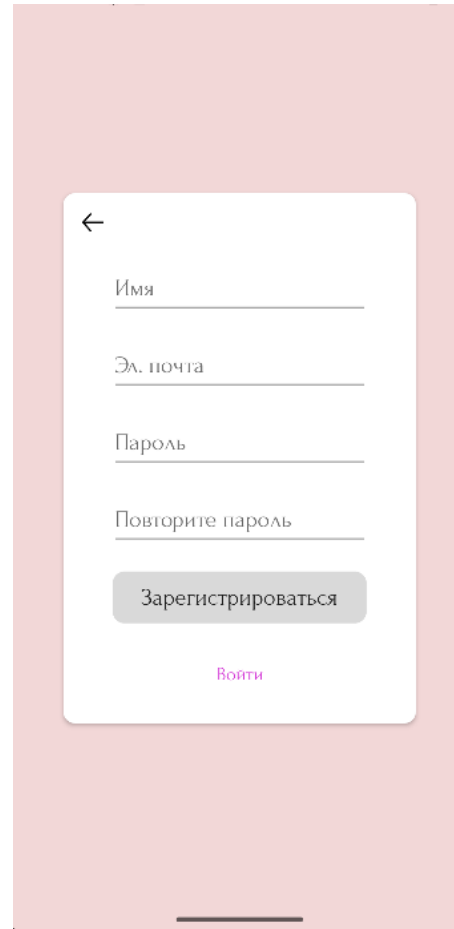 Имя
Эл. почта
Пароль
Повторите пароль
Зарегистрироваться
Войти